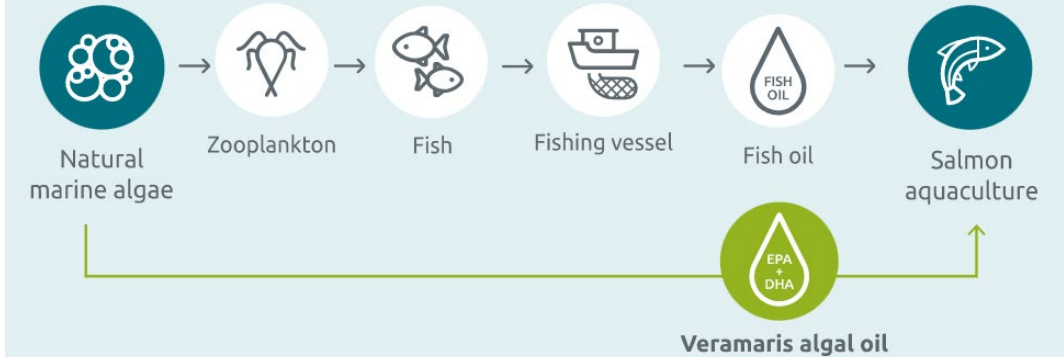 FISH
OIL
Natural
marine algae
Zooplankton
Fish
Fishing vessel
Fish oil
Salmon
aquaculture
EPA
+
DHA
Veramaris algal oil